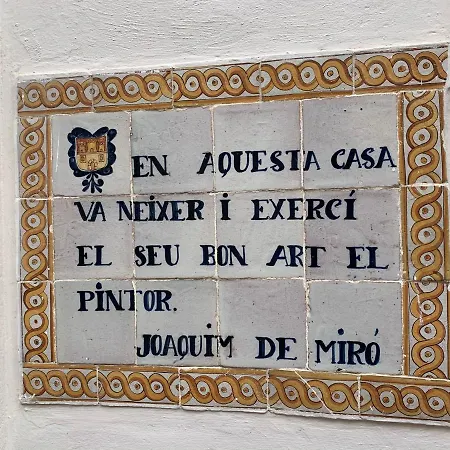 EN AQUESTA CASA
VA NEIXER I EXERCÍ
EL SEU BON ART EL
PINTOR.
JOAQUIM DE MIRÓ